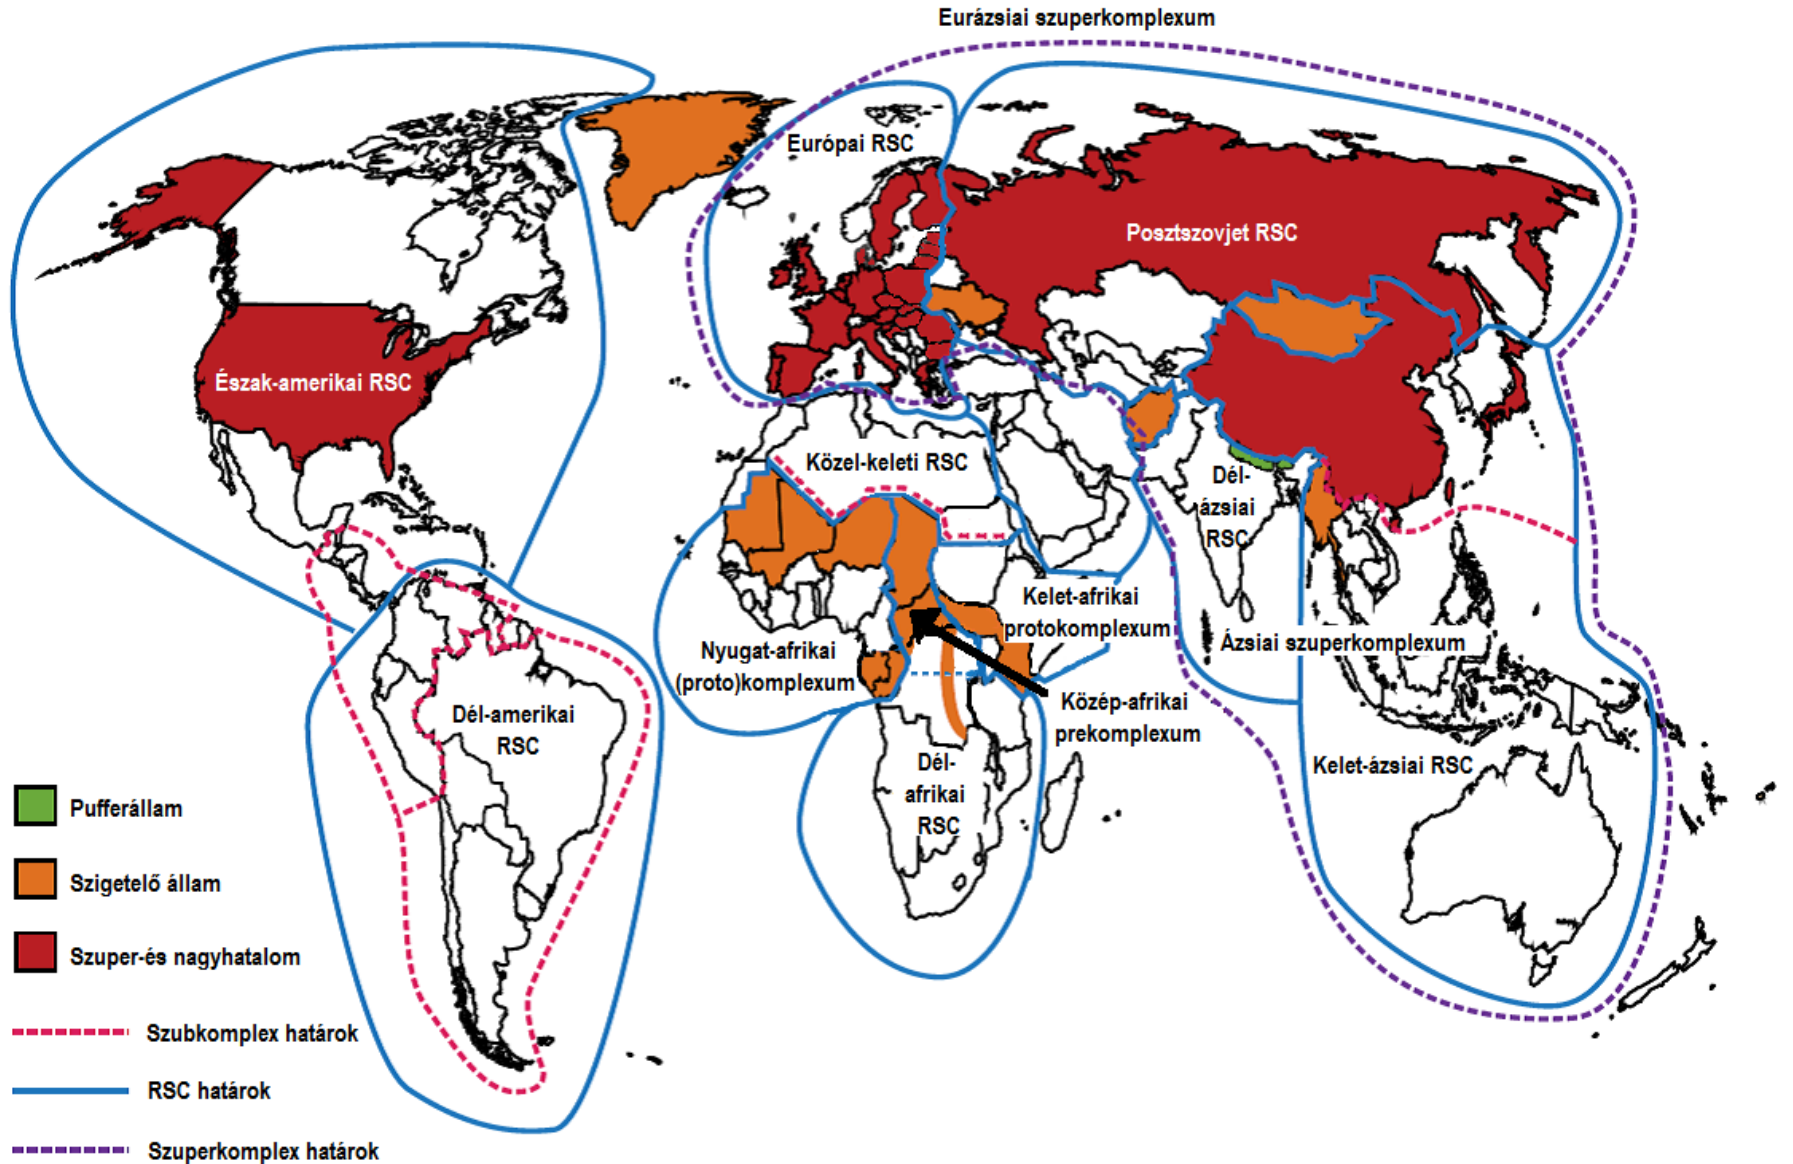 Eurázsiai szuperkomplexum
Európai RSC
Posztszovjet RSC
Észak-amerikai RSC
Közel-keleti RSC
Dél-
ázsiai
RSC
Kelet-afrikai
protokomplexum
Ázsiai szuperkomplexum
Nyugat-afrikai
(proto)komplexum
Közép-afrikai
prekomplexum
Dél-amerikai
RSC
Dél-
afrikai
RSC
Kelet-ázsiai RSC
Pufferállam
Szigetelő állam
Szuper-és nagyhatalom
Szubkomplex határok
RSC határok
Szuperkomplex határok